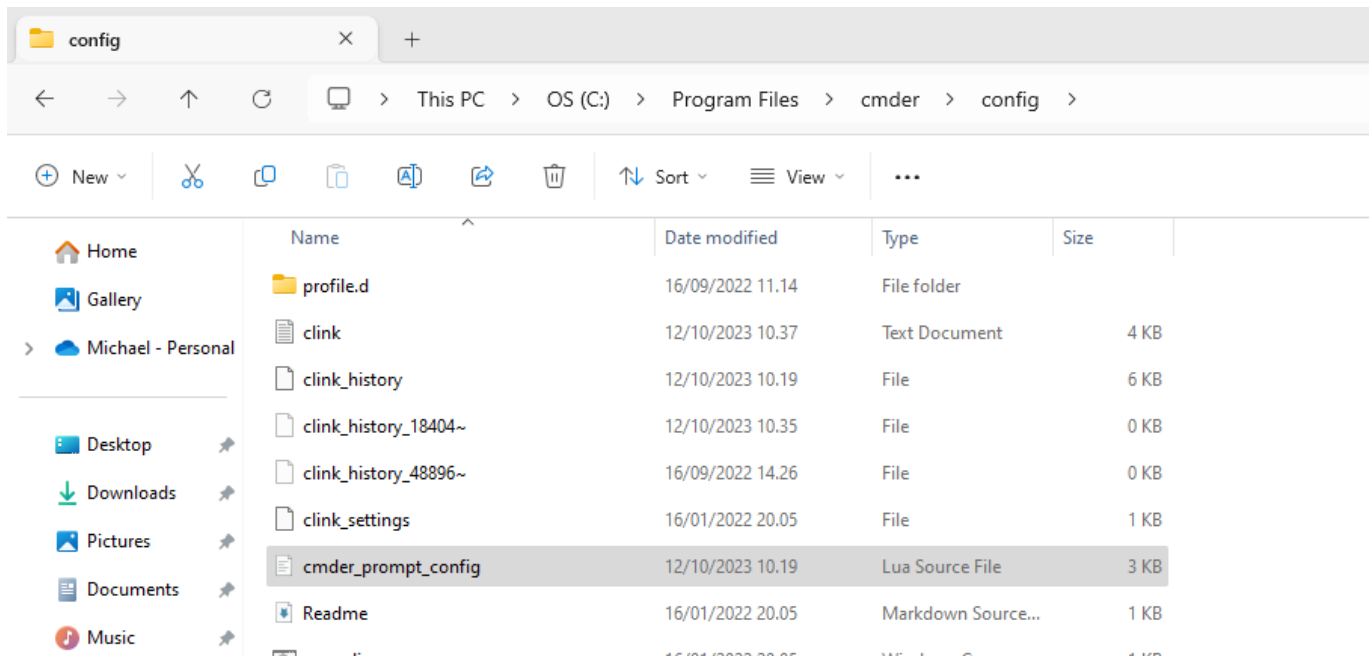 config
This PC > OS (C:) > Program Files > cmder > config >
New Sort View ...
Name Date modified Type Size
Home
Gallery
Michael - Personal
Desktop
Downloads
Pictures
Documents
Music
profile.d 16/09/2022 11.14 File folder
clink 12/10/2023 10.37 Text Document 4 KB
clink_history 12/10/2023 10.19 File 6 KB
clink_history_18404~ 12/10/2023 10.35 File 0 KB
clink_history_48896~ 16/09/2022 14.26 File 0 KB
clink_settings 16/01/2022 20.05 File 1 KB
cmder_prompt_config 12/10/2023 10.19 Lua Source File 3 KB
Readme 16/01/2022 20.05 Markdown Source... 1 KB